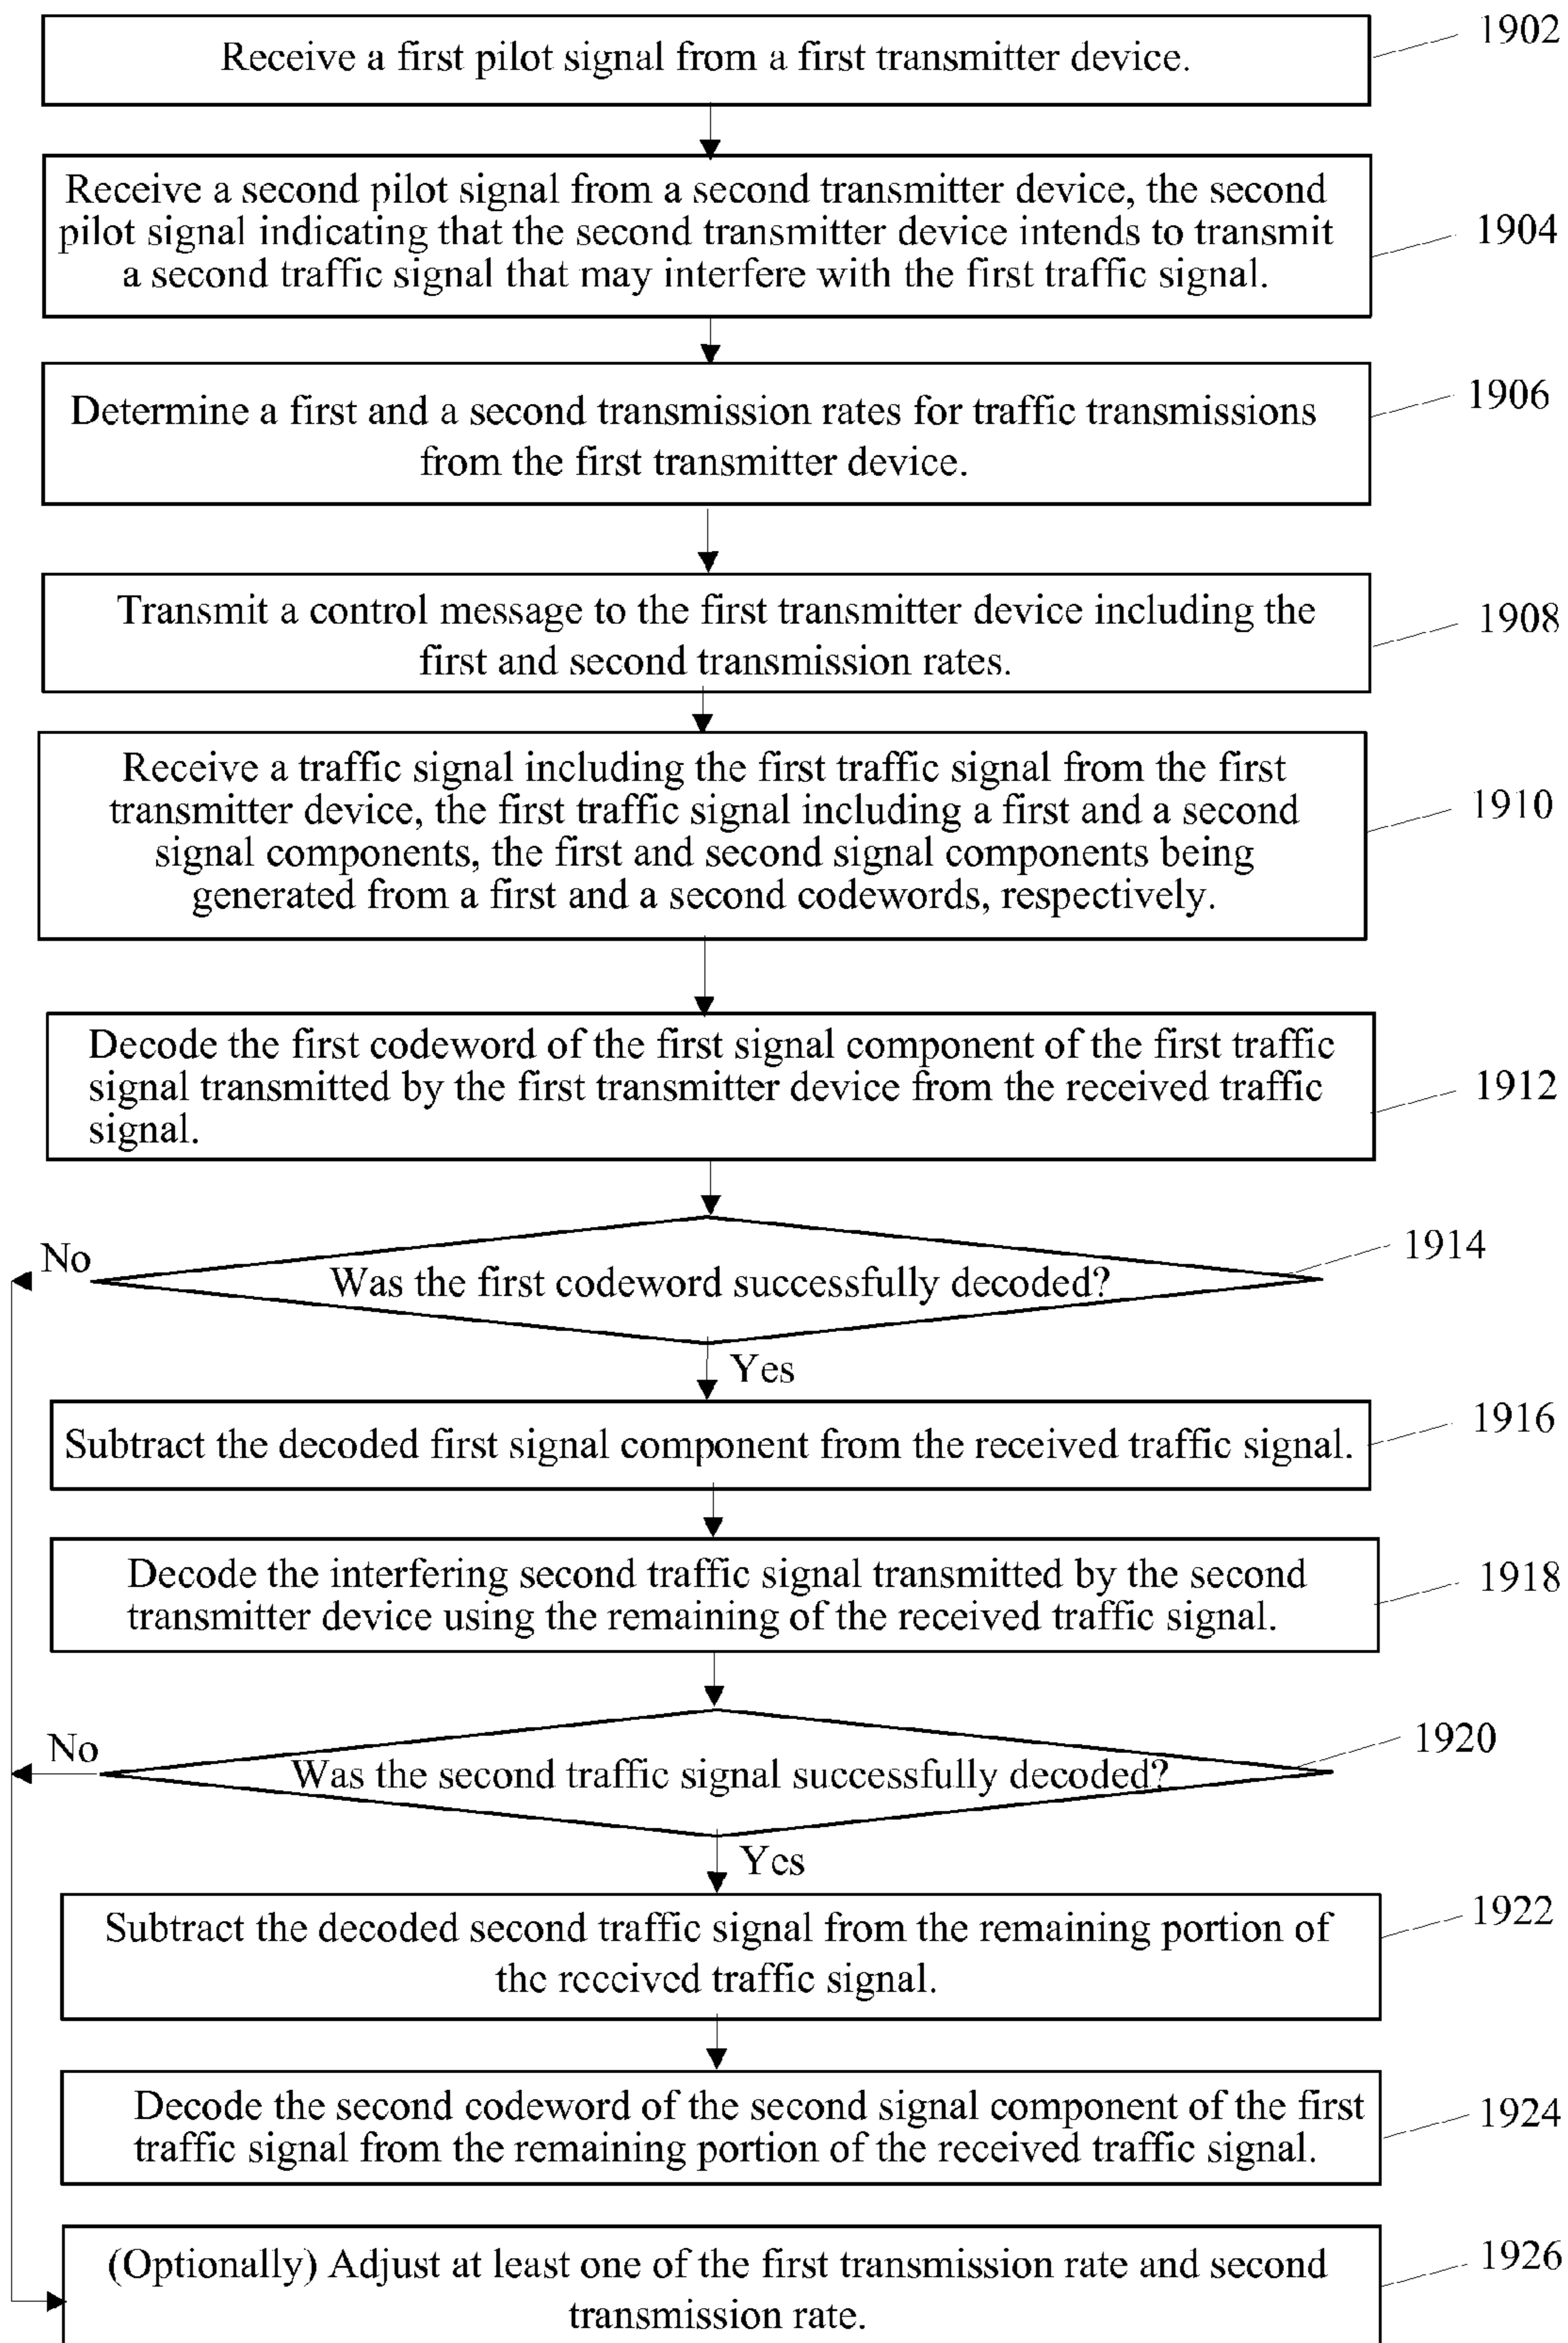 Receive a first pilot signal from a first transmitter device.
1902
Receive a second pilot signal from a second transmitter device, the second
pilot signal indicating that the second transmitter device intends to transmit
a second traffic signal that may interfere with the first traffic signal.
1904
Determine a first and a second transmission rates for traffic transmissions
from the first transmitter device.
1906
Transmit a control message to the first transmitter device including the
first and second transmission rates.
1908
Receive a traffic signal including the first traffic signal from the first
transmitter device, the first traffic signal including a first and a second
signal components, the first and second signal components being
generated from a first and a second codewords, respectively.
1910
Decode the first codeword of the first signal component of the first traffic
signal transmitted by the first transmitter device from the received traffic
signal.
1912
No
Was the first codeword successfully decoded?
1914
Yes
Subtract the decoded first signal component from the received traffic signal.
1916
Decode the interfering second traffic signal transmitted by the second
transmitter device using the remaining of the received traffic signal.
1918
No
Was the second traffic signal successfully decoded?
1920
Yes
Subtract the decoded second traffic signal from the remaining portion of
the received traffic signal.
1922
Decode the second codeword of the second signal component of the first
traffic signal from the remaining portion of the received traffic signal.
1924
(Optionally) Adjust at least one of the first transmission rate and second
transmission rate.
1926